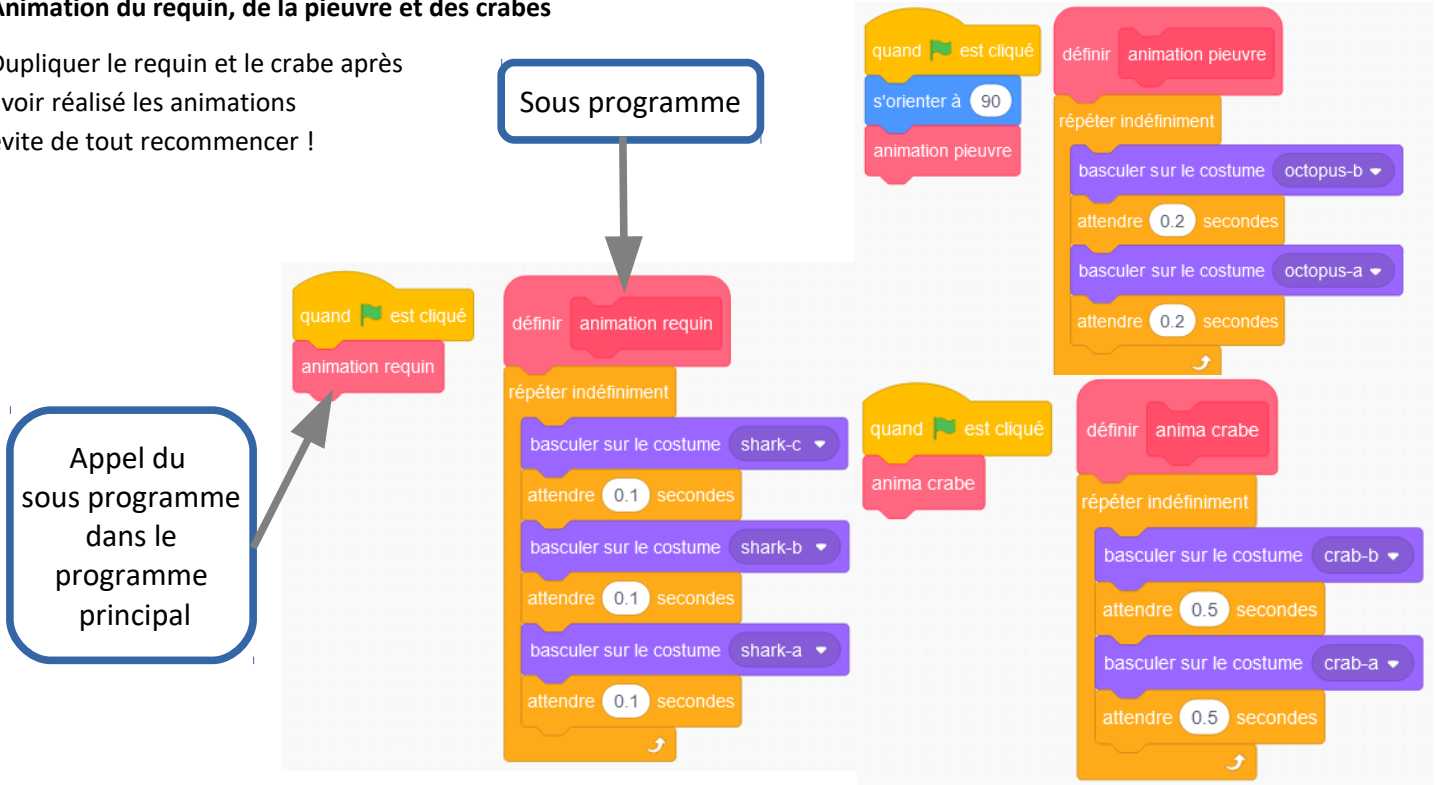 Animation du requin, de la pieuvre et des crabes
Dupliquer le requin et le crabe après
avoir réalisé les animations
évite de tout recommencer !
Sous programme
Appel du
sous programme
dans le
programme
principal
quand est cliqué
animation requin
définir animation requin
répéter indéfiniment
basculer sur le costume shark-c
attendre 0.1 secondes
basculer sur le costume shark-b
attendre 0.1 secondes
basculer sur le costume shark-a
attendre 0.1 secondes
quand est cliqué
s'orienter à 90
animation pieuvre
définir animation pieuvre
répéter indéfiniment
basculer sur le costume octopus-b
attendre 0.2 secondes
basculer sur le costume octopus-a
attendre 0.2 secondes
quand est cliqué
anima crabe
définir anima crabe
répéter indéfiniment
basculer sur le costume crab-b
attendre 0.5 secondes
basculer sur le costume crab-a
attendre 0.5 secondes